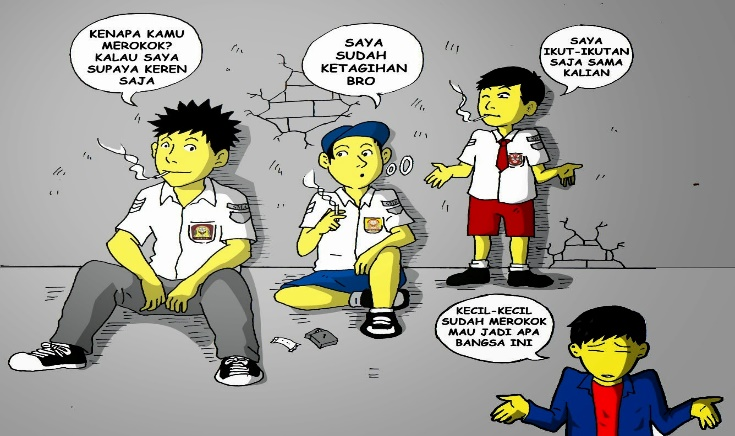 KENAPA KAMU
MEROKOK?
KALAU SAYA
SUPAYA KEREN
SAJA
SAYA
SUDAH
KETAGIHAN
BRO
SAYA
IKUT-IKUTAN
SAJA SAMA
KALIAN
KECIL-KECIL
SUDAH MEROKOK
MAU JADI APA
BANGSA INI